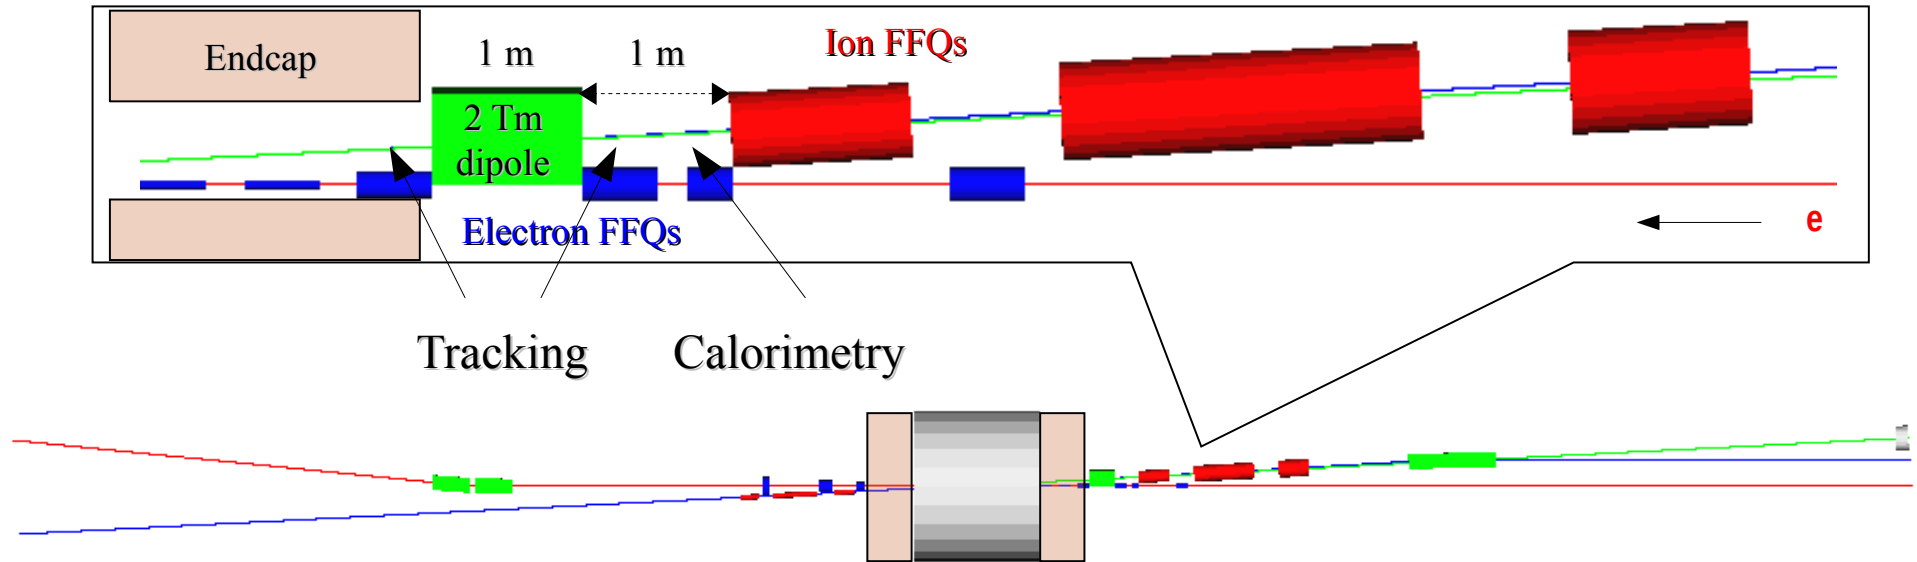 Endcap
1 m
1 m
Ion FFQs
2 Tm
dipole
Electron FFQs
e
Tracking
Calorimetry